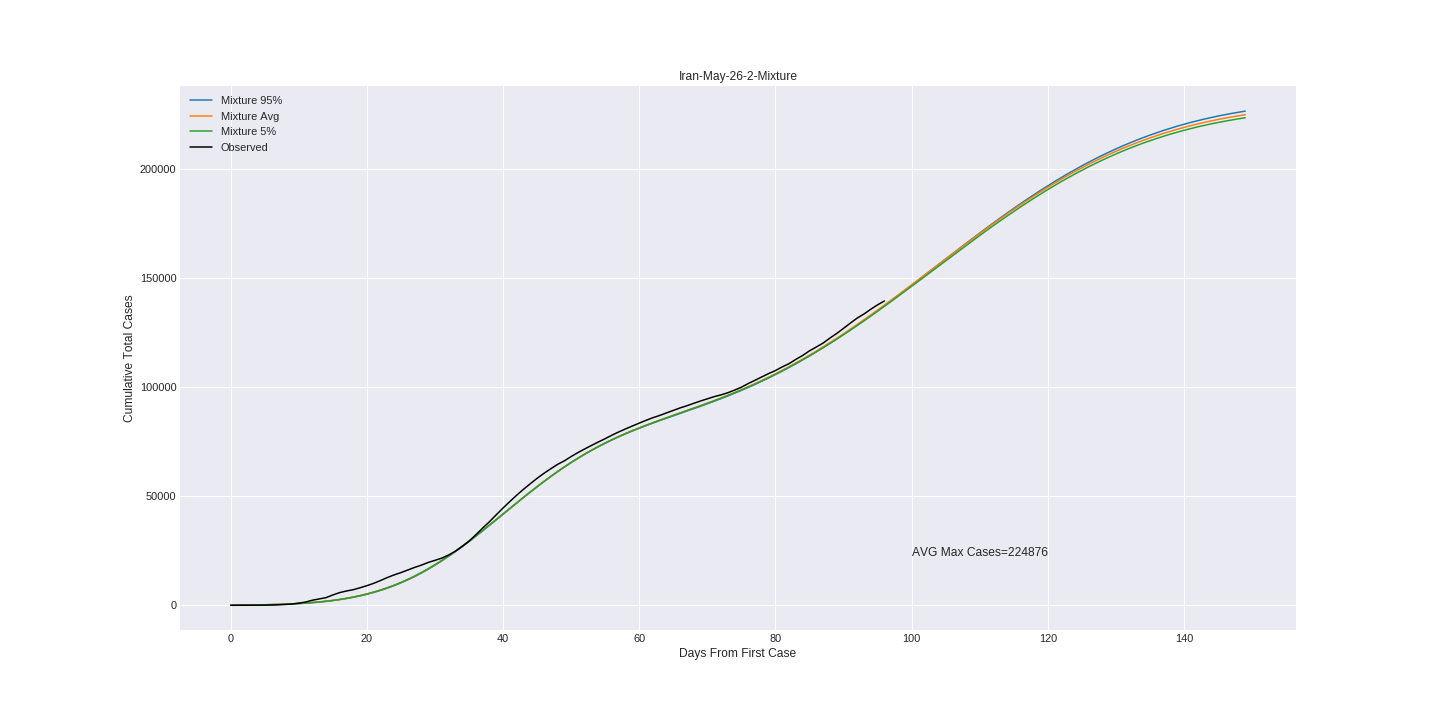 Iran-May-26-2-Mixture
Mixture 95%
Mixture Avg
Mixture 5%
Observed
200000
150000
100000
50000
0
Cumulative Total Cases
AVG Max Cases=224876
0 20 40 60 80 100 120 140
Days From First Case